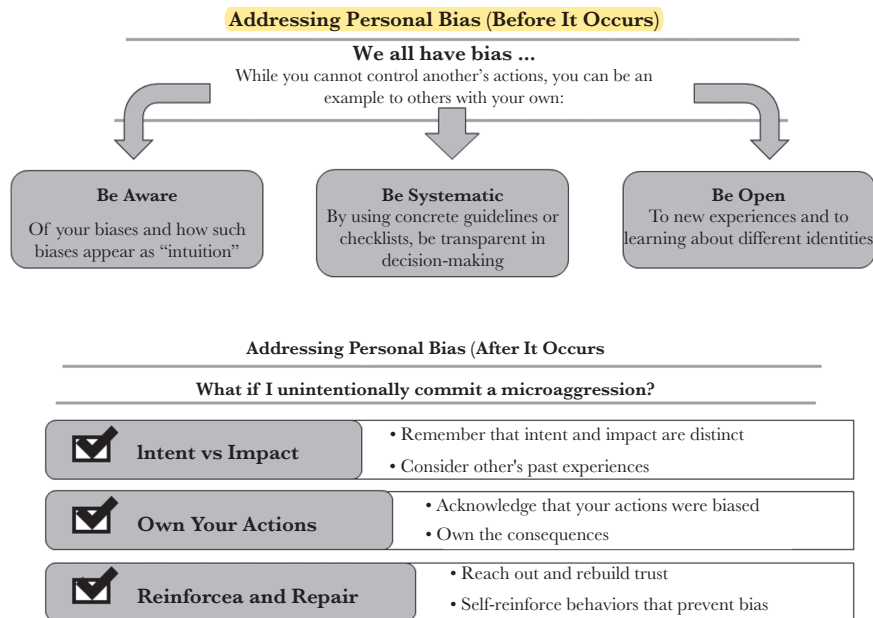 Addressing Personal Bias (Before It Occurs)
We all have bias ...
While you cannot control another’s actions, you can be an
example to others with your own:
Be Aware
Of your biases and how such
biases appear as “intuition”
Be Systematic
By using concrete guidelines or
checklists, be transparent in
decision-making
Be Open
To new experiences and to
learning about different identities
Addressing Personal Bias (After It Occurs
What if I unintentionally commit a microaggression?
lntent vs Impact
• Remember that intent and impact are distinct
• Consider other's past experiences
Own Your Actions
• Acknowledge that your actions were biased
• Own the consequences
Reinforcea and Repair
• Reach out and rebuild trust
• Self-reinforce behaviors that prevent bias